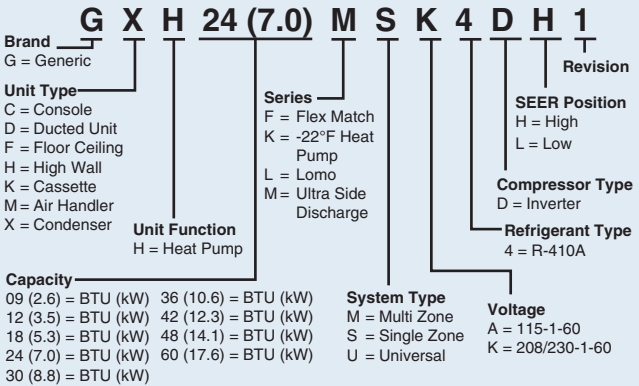 G X H 24 (7.0) M S K 4 D H 1
Brand
G = Generic
Unit Type
C = Console
D = Ducted Unit
F = Floor Ceiling
H = High Wall
K = Cassette
M = Air Handler
X = Condenser
Unit Function
H = Heat Pump
Capacity
09 (2.6) = BTU (kW)
12 (3.5) = BTU (kW)
18 (5.3) = BTU (kW)
24 (7.0) = BTU (kW)
30 (8.8) = BTU (kW)
36 (10.6) = BTU (kW)
42 (12.3) = BTU (kW)
48 (14.1) = BTU (kW)
60 (17.6) = BTU (kW)
Series
F = Flex Match
K = -22°F Heat
Pump
L = Lomo
M = Ultra Side
Discharge
System Type
M = Multi Zone
S = Single Zone
U = Universal
Voltage
A = 115-1-60
K = 208/230-1-60
Refrigerant Type
4 = R-410A
Compressor Type
D = Inverter
SEER Position
H = High
L = Low
Revision